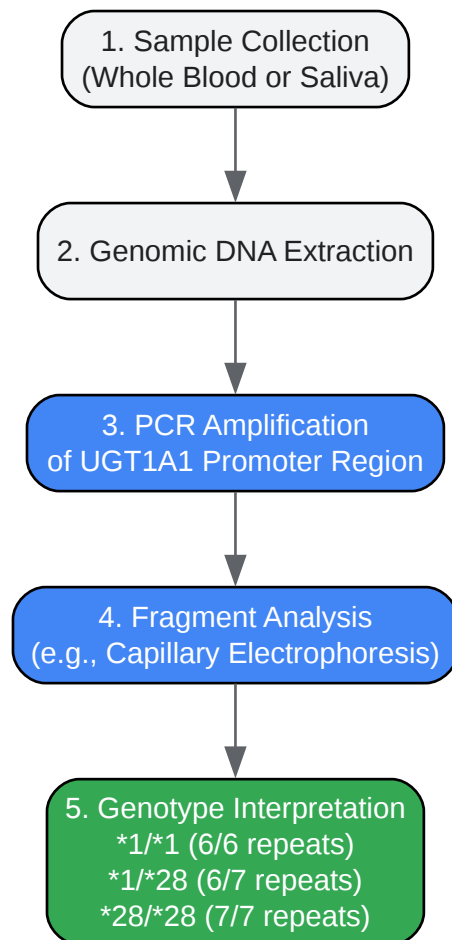 1. Sample Collection
(Whole Blood or Saliva)
2. Genomic DNA Extraction
3. PCR Amplification
of UGT1A1 Promoter Region
4. Fragment Analysis
(e.g., Capillary Electrophoresis)
5. Genotype Interpretation
*1/*1 (6/6 repeats)
*1/*28 (6/7 repeats)
*28/*28 (7/7 repeats)